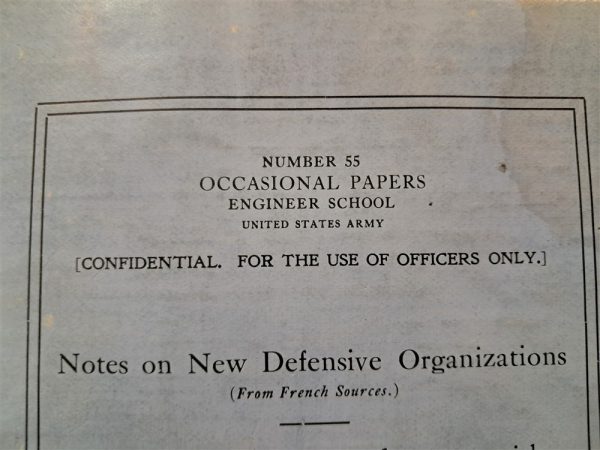 NUMBER 55
OCCASIONAL PAPERS
ENGINEER SCHOOL
UNITED STATES ARMY
[CONFIDENTIAL. FOR THE USE OF OFFICERS ONLY.]
Notes on New Defensive Organizations
(From French Sources.)